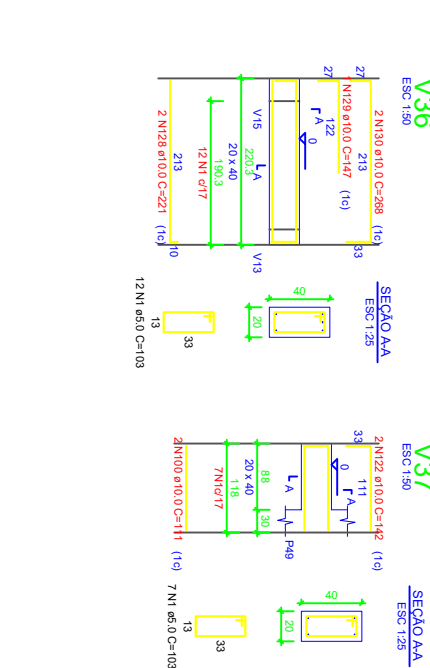 V36
ESC 1:50
2 N130 ø10.0 C=268 (1c)
27
213
33
1 N129 ø10.0 C=147 (1c)
27
122
A
0
A
V15
V13
220.3
20 x 40
190.3
12 N1 c/17
213
10
2 N128 ø10.0 C=221 (1c)
SEÇÃO A-A
ESC 1:25
40
20
33
13
12 N1 ø5.0 C=103
V37
ESC 1:50
2 N122 ø10.0 C=142 (1c)
33
111
A
0
A
P49
88
30
20 x 40
118
7 N1 c/17
2 N100 ø10.0 C=111 (1c)
SEÇÃO A-A
ESC 1:25
40
20
33
13
7 N1 ø5.0 C=103